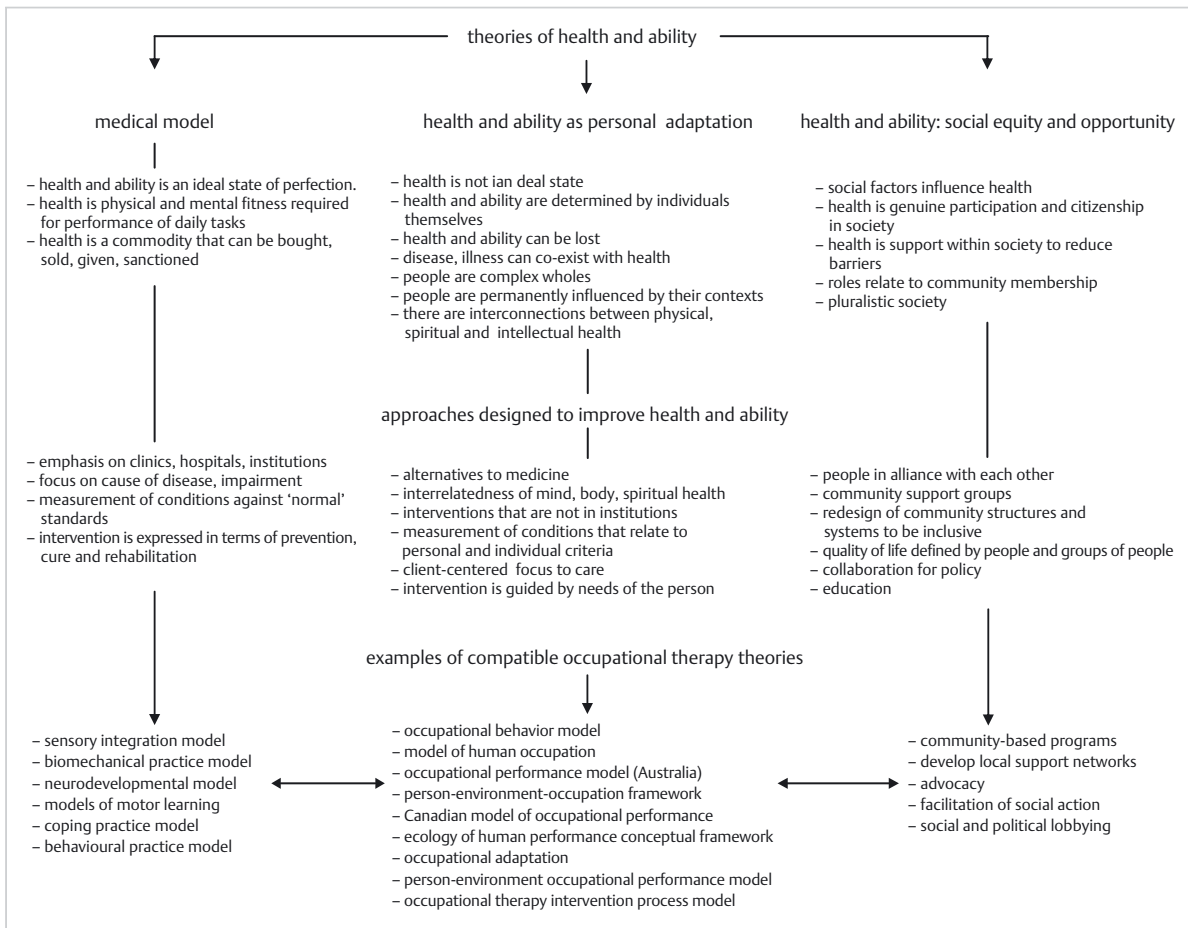 theories of health and ability
medical model
health and ability as personal adaptation
health and ability: social equity and opportunity
– health and ability is an ideal state of perfection.
– health is physical and mental fitness required
for performance of daily tasks
– health is a commodity that can be bought,
sold, given, sanctioned
– health is not ian deal state
– health and ability are determined by individuals
themselves
– health and ability can be lost
– disease, illness can co-exist with health
– people are complex wholes
– people are permanently influenced by their contexts
– there are interconnections between physical,
spiritual and intellectual health
– social factors influence health
– health is genuine participation and citizenship
in society
– health is support within society to reduce
barriers
– roles relate to community membership
– pluralistic society
approaches designed to improve health and ability
– emphasis on clinics, hospitals, institutions
– focus on cause of disease, impairment
– measurement of conditions against ‘normal’
standards
– intervention is expressed in terms of prevention,
cure and rehabilitation
– alternatives to medicine
– interrelatedness of mind, body, spiritual health
– interventions that are not in institutions
– measurement of conditions that relate to
personal and individual criteria
– client-centered focus to care
– intervention is guided by needs of the person
– people in alliance with each other
– community support groups
– redesign of community structures and
systems to be inclusive
– quality of life defined by people and groups of people
– collaboration for policy
– education
examples of compatible occupational therapy theories
– sensory integration model
– biomechanical practice model
– neurodevelopmental model
– models of motor learning
– coping practice model
– behavioural practice model
– occupational behavior model
– model of human occupation
– occupational performance model (Australia)
– person-environment-occupation framework
– Canadian model of occupational performance
– ecology of human performance conceptual framework
– occupational adaptation
– person-environment occupational performance model
– occupational therapy intervention process model
– community-based programs
– develop local support networks
– advocacy
– facilitation of social action
– social and political lobbying